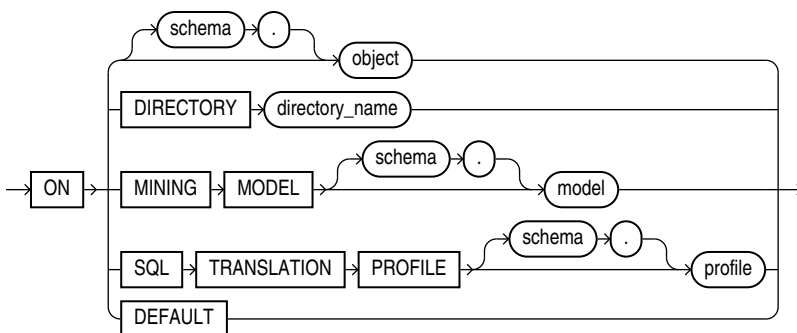 schema .
object
DIRECTORY directory_name
schema .
ON MINING MODEL model
schema .
SQL TRANSLATION PROFILE profile
DEFAULT